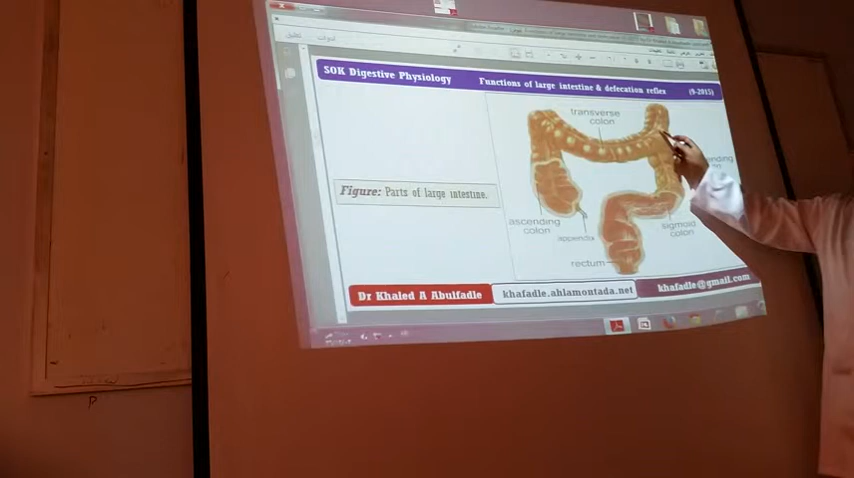 SOK Digestive Physiology
Functions of large intestine & defecation reflex
(9-2013)
transverse
colon
Figure: Parts of large intestine.
ascending
colon
appendix
sigmoid
colon
rectum
Dr Khaled A Abulfadle
khafadle.ahlamontada.net
khafadle@gmail.com